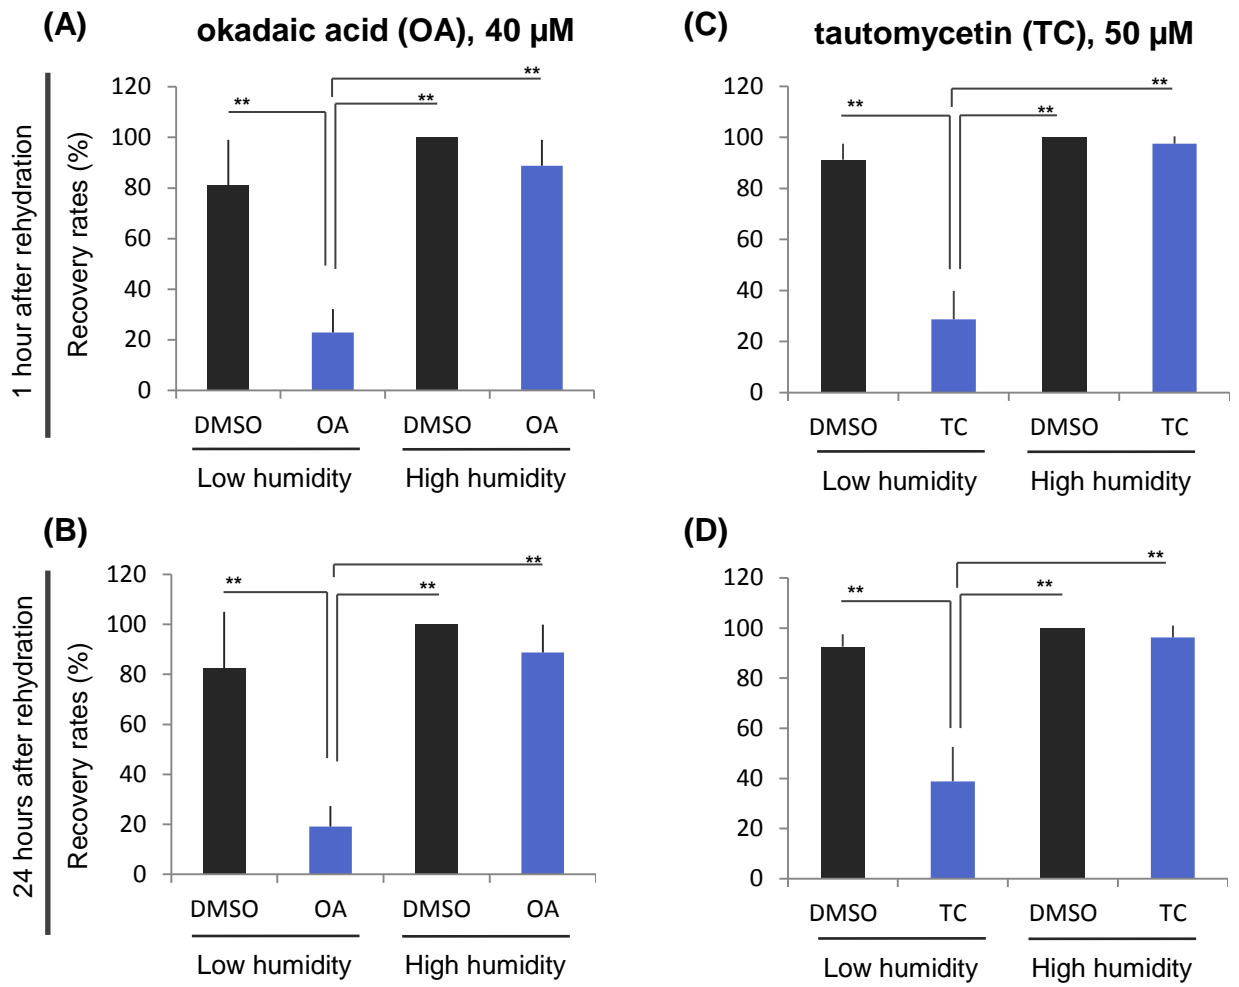 (A)
okadaic acid (OA), 40 µM
1 hour after rehydration
Recovery rates (%)
120
100
80
60
40
20
0
**
**
**
DMSO OA DMSO OA
Low humidity High humidity
(C)
tautomycetin (TC), 50 µM
120
100
80
60
40
20
0
**
**
**
DMSO TC DMSO TC
Low humidity High humidity
(B)
24 hours after rehydration
Recovery rates (%)
120
100
80
60
40
20
0
**
**
**
DMSO OA DMSO OA
Low humidity High humidity
(D)
120
100
80
60
40
20
0
**
**
**
DMSO TC DMSO TC
Low humidity High humidity